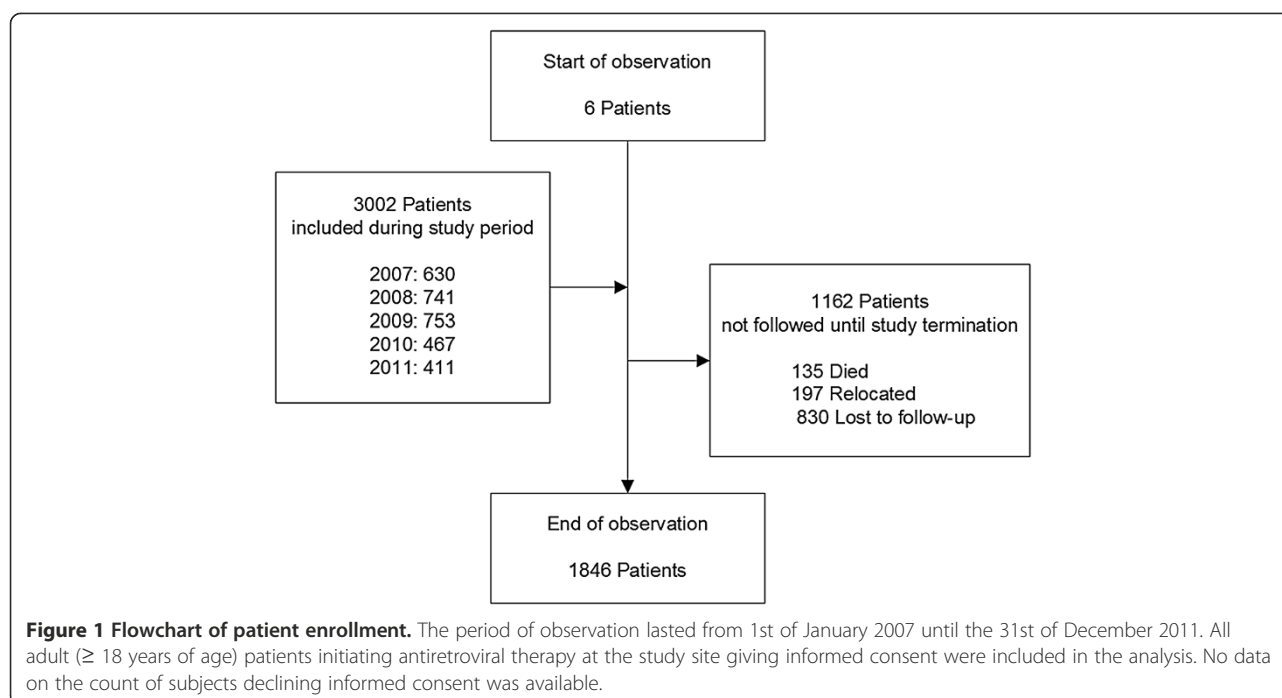 Start of observation
6 Patients
3002 Patients
included during study period
2007: 630
2008: 741
2009: 753
2010: 467
2011: 411
1162 Patients
not followed until study termination
135 Died
197 Relocated
830 Lost to follow-up
End of observation
1846 Patients
Figure 1 Flowchart of patient enrollment. The period of observation lasted from 1st of January 2007 until the 31st of December 2011. All
adult (≥ 18 years of age) patients initiating antiretroviral therapy at the study site giving informed consent were included in the analysis. No data
on the count of subjects declining informed consent was available.